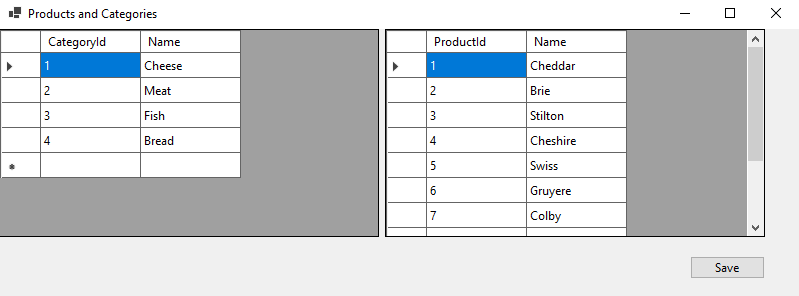 Products and Categories
CategoryId Name
1 Cheese
2 Meat
3 Fish
4 Bread
ProductId Name
1 Cheddar
2 Brie
3 Stilton
4 Cheshire
5 Swiss
6 Gruyere
7 Colby
Save